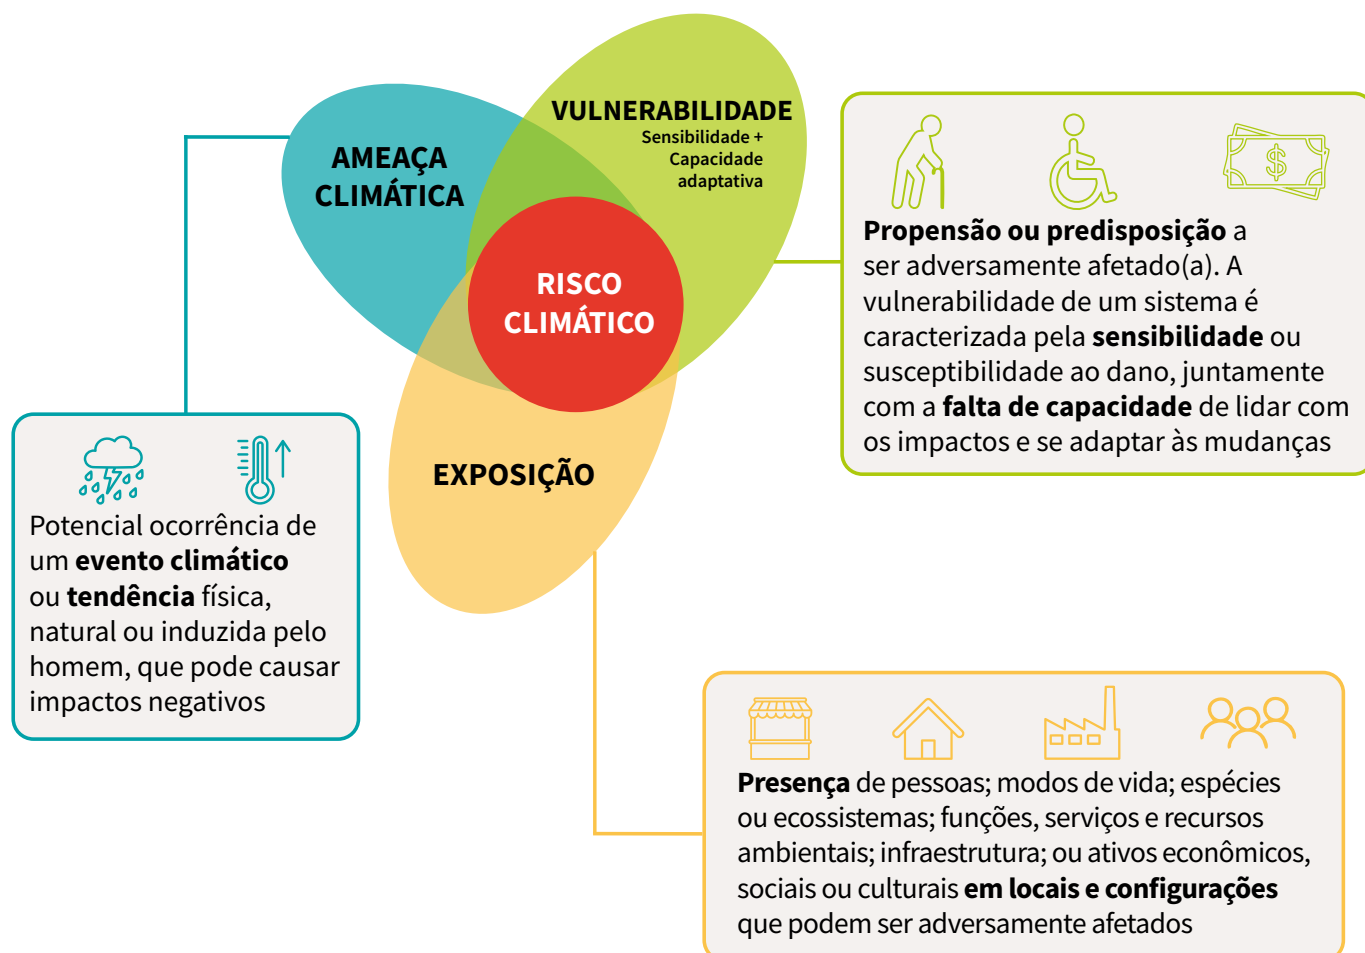 AMEAÇA
CLIMÁTICA
VULNERABILIDADE
Sensibilidade +
Capacidade
adaptativa
RISCO
CLIMÁTICO
EXPOSIÇÃO
$
Propensão ou predisposição a
ser adversamente afetado(a). A
vulnerabilidade de um sistema é
caracterizada pela sensibilidade ou
susceptibilidade ao dano, juntamente
com a falta de capacidade de lidar com
os impactos e se adaptar às mudanças
Potencial ocorrência de
um evento climático
ou tendência física,
natural ou induzida pelo
homem, que pode causar
impactos negativos
Presença de pessoas; modos de vida; espécies
ou ecossistemas; funções, serviços e recursos
ambientais; infraestrutura; ou ativos econômicos,
sociais ou culturais em locais e configurações
que podem ser adversamente afetados